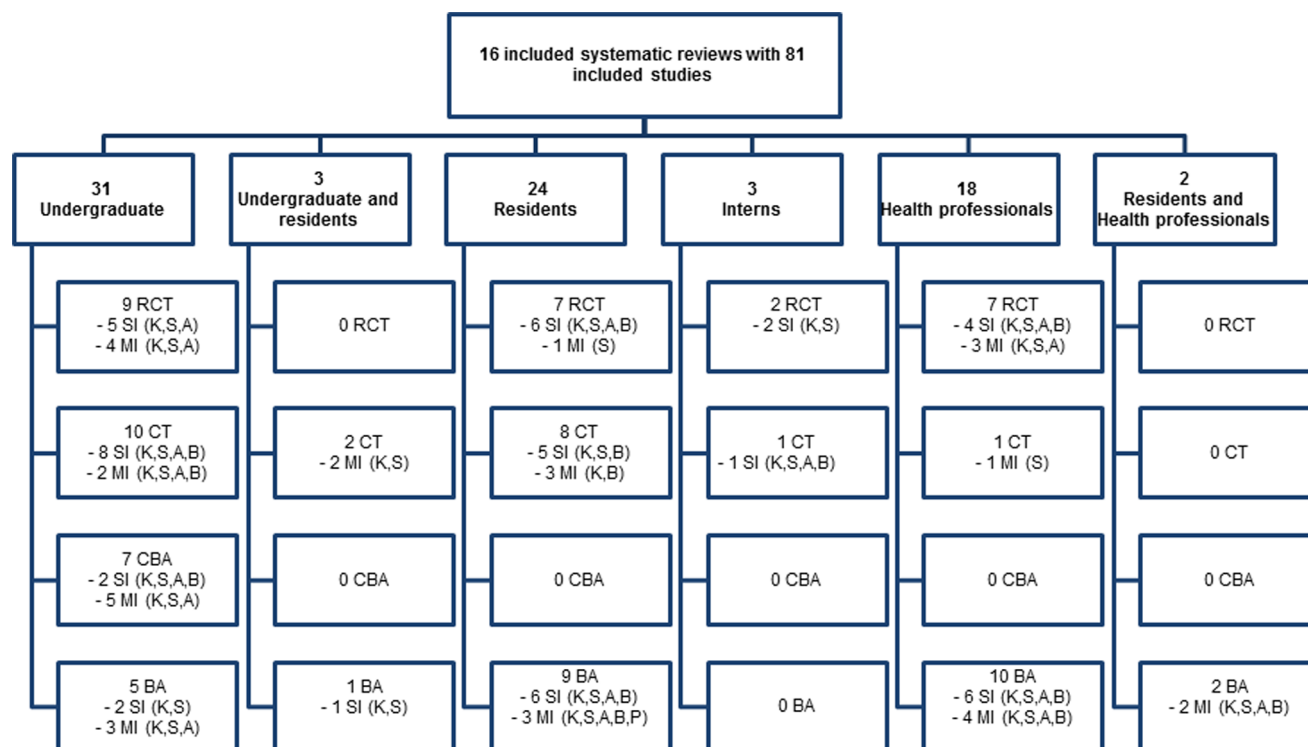 16 included systematic reviews with 81
included studies
31
Undergraduate
3
Undergraduate and
residents
24
Residents
3
Interns
18
Health professionals
2
Residents and
Health professionals
9 RCT
- 5 SI (K,S,A)
- 4 MI (K,S,A)
0 RCT
7 RCT
- 6 SI (K,S,A,B)
- 1 MI (S)
2 RCT
- 2 SI (K,S)
7 RCT
- 4 SI (K,S,A,B)
- 3 MI (K,S,A)
0 RCT
10 CT
- 8 SI (K,S,A,B)
- 2 MI (K,S,A,B)
2 CT
- 2 MI (K,S)
8 CT
- 5 SI (K,S,B)
- 3 MI (K,B)
1 CT
- 1 SI (K,S,A,B)
1 CT
- 1 MI (S)
0 CT
7 CBA
- 2 SI (K,S,A,B)
- 5 MI (K,S,A)
0 CBA
0 CBA
0 CBA
0 CBA
0 CBA
5 BA
- 2 SI (K,S)
- 3 MI (K,S,A)
1 BA
- 1 SI (K,S)
9 BA
- 6 SI (K,S,A,B)
- 3 MI (K,S,A,B,P)
0 BA
10 BA
- 6 SI (K,S,A,B)
- 4 MI (K,S,A,B)
2 BA
- 2 MI (K,S,A,B)